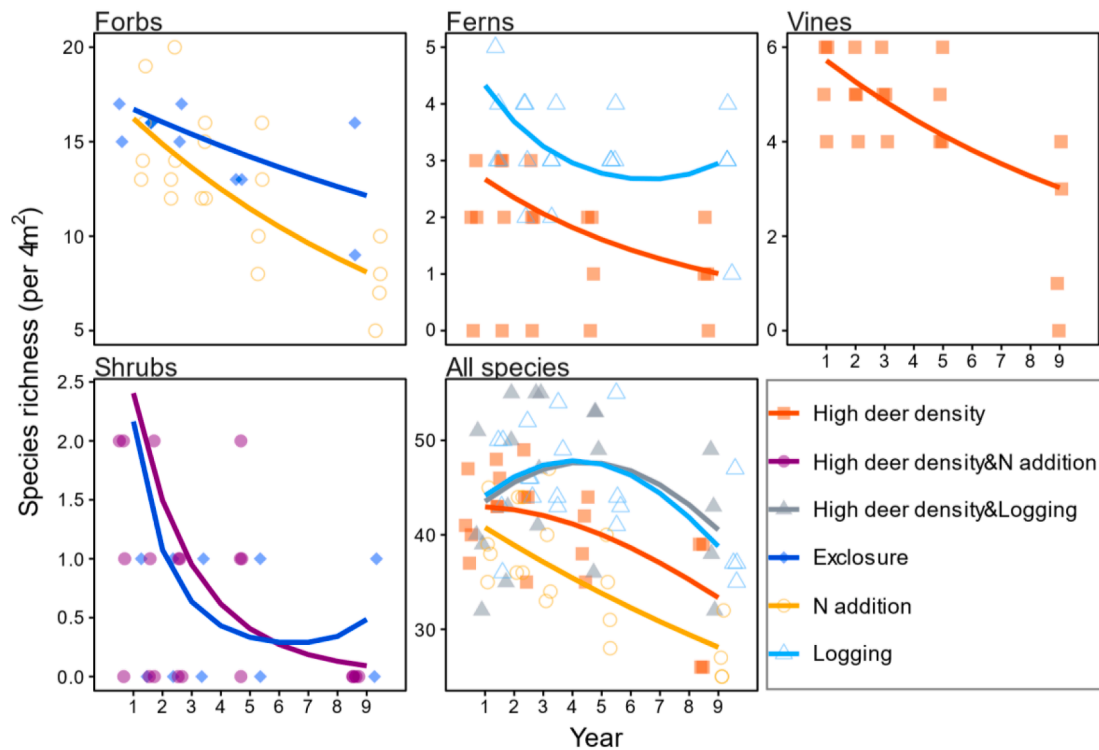 Forbs
20
15
10
5
Ferns
5
4
3
2
1
0
Vines
6
4
2
0
1 2 3 4 5 6 7 8 9
Species richness (per 4m²)
Shrubs
2.5
2.0
1.5
1.0
0.5
0.0
1 2 3 4 5 6 7 8 9
All species
50
40
30
1 2 3 4 5 6 7 8 9
Year
High deer density
High deer density&N addition
High deer density&Logging
Exclosure
N addition
Logging